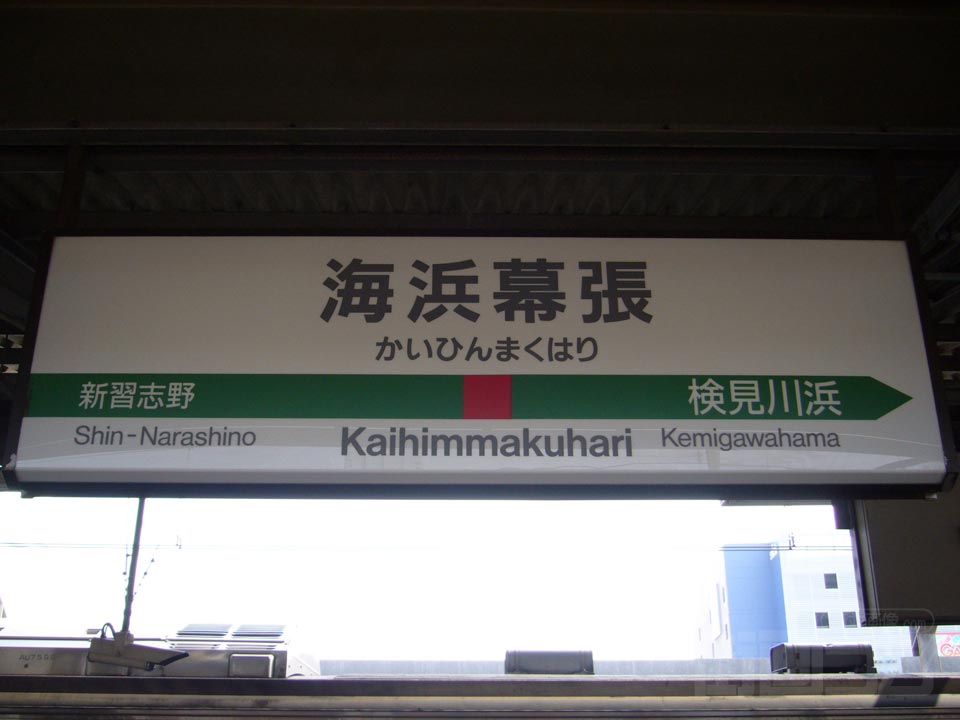 海浜幕張
かいひんまくはり
新習志野 検見川浜
Shin-Narashino Kaihimmakuhari Kemigawahama